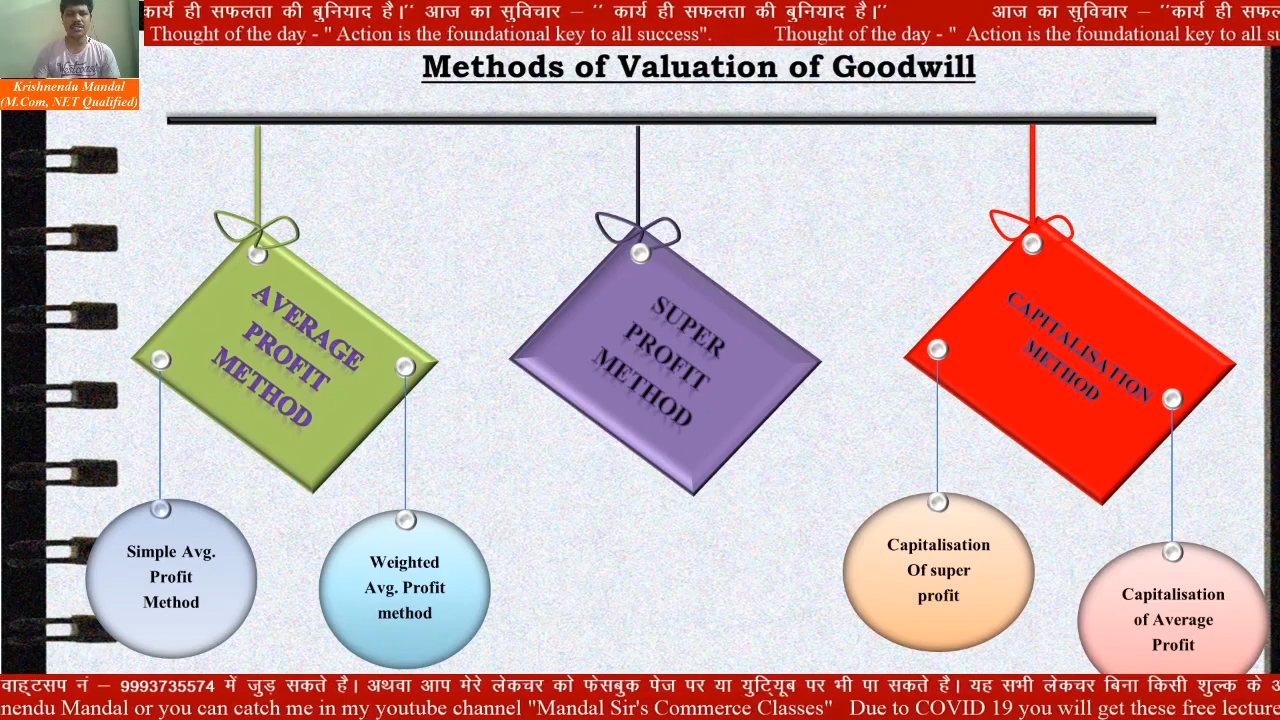 कार्य ही सफलता की बुनियाद है।" आज का सुविचार – " कार्य ही सफलता की बुनियाद है।" आज का सुविचार – "कार्य ही
Thought of the day - " Action is the foundational key to all success". Thought of the day - " Action is the foundational key to all
Krishnendu Mandal
(M.Com, NET Qualified)
Methods of Valuation of Goodwill
AVERAGE
PROFIT
METHOD
SUPER
PROFIT
METHOD
CAPITALISATION
METHOD
Simple Avg.
Profit
Method
Weighted
Avg. Profit
method
Capitalisation
Of super
profit
Capitalisation
of Average
Profit
वाह्टसप नं – 9993735574 में जुड़ सकते है। अथवा आप मेरे लेकचर को फेसबुक पेज पर या युटि्यूब पर भी पा सकते है। यह सभी लेकचर बिना किसी शुल्क के
nendu Mandal or you can catch me in my youtube channel "Mandal Sir's Commerce Classes" Due to COVID 19 you will get these free lecture